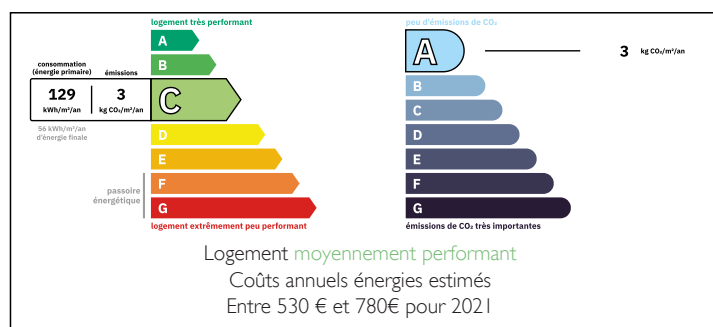 logement très performant
A
B
consommation
(énergie primaire)
émissions
129
kWh/m²/an
3
kg CO₂/m²/an
C
56 kWh/m²/an
d'énergie finale
D
E
passoire
énergétique
F
G
logement extrêmement peu performant
peu d'émissions de CO₂
A
3 kg CO₂/m²/an
B
C
D
E
F
G
émissions de CO₂ très importantes
Logement moyennement performant
Coûts annuels énergies estimés
Entre 530 € et 780€ pour 2021